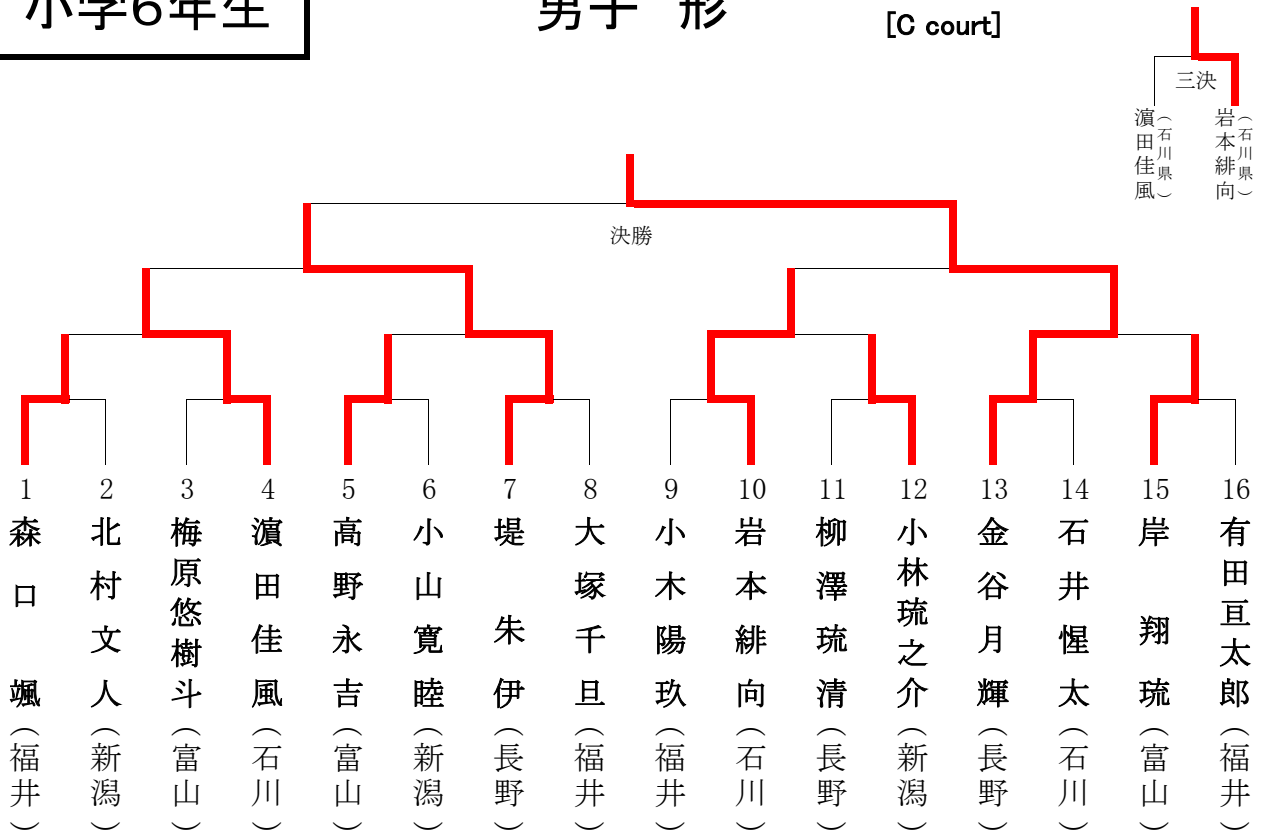 小学6年生
男子 形
[C court]
三決
濵田佳風(石川県)
岩本緋向(石川県)
決勝
1 森口 颯(福井)
2 北村文人(新潟)
3 梅原悠樹斗(富山)
4 濵田佳風(石川)
5 高野永吉(富山)
6 小山寛睦(新潟)
7 堤 朱伊(長野)
8 大塚千旦(福井)
9 小木陽玖(福井)
10 岩本緋向(石川)
11 柳澤琉清(長野)
12 小林琉之介(新潟)
13 金谷月輝(長野)
14 石井惺太(石川)
15 岸 翔琉(富山)
16 有田亘太郎(福井)